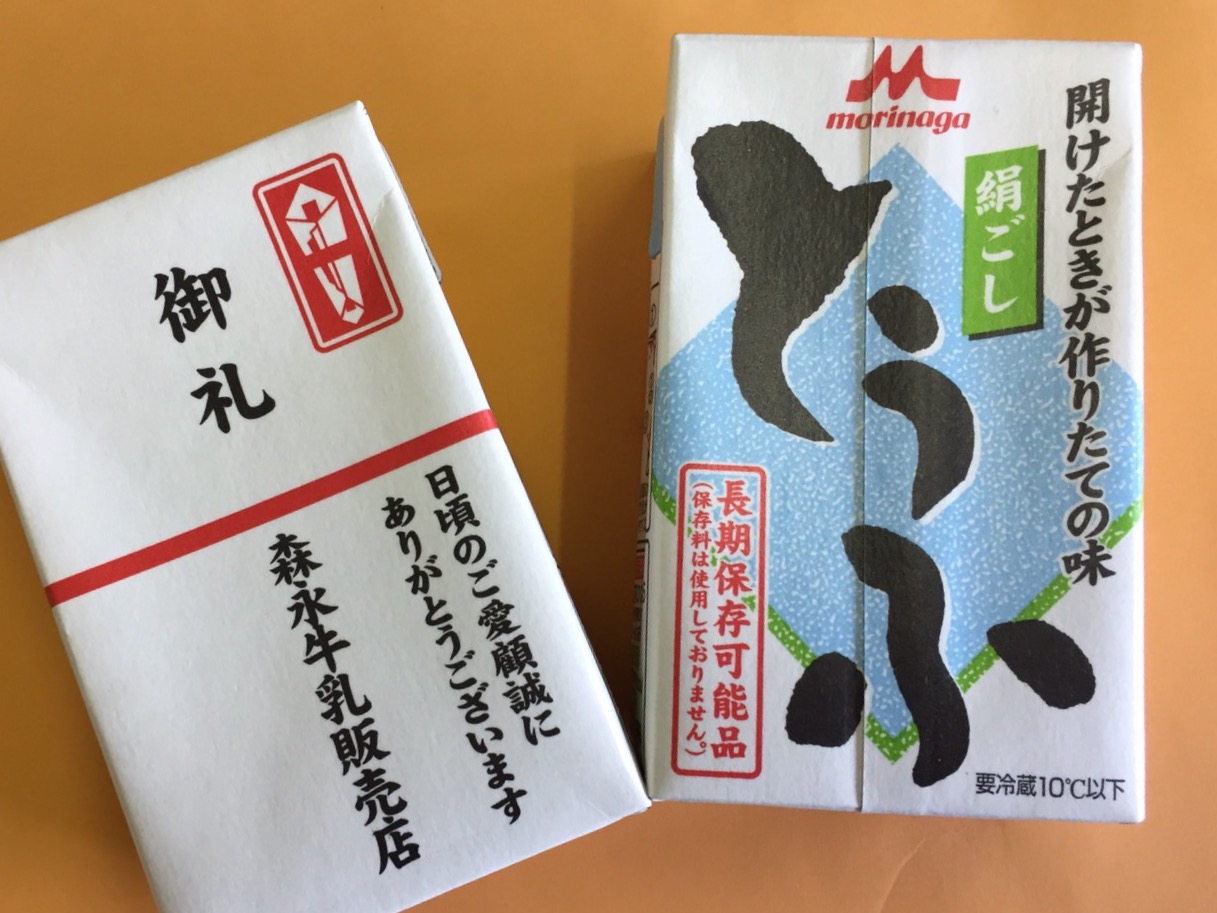 御礼
日頃のご愛顧誠に
ありがとうございます
森永牛乳販売店
morinaga
開けたときが作りたての味
絹ごし
とうふ
長期保存可能品
(保存料は使用しておりません。)
要冷蔵10℃以下